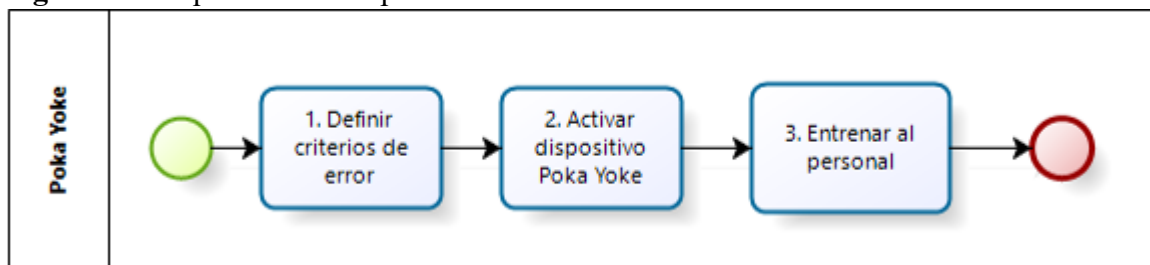 Poka Yoke
1. Definir
criterios de
error
2. Activar
dispositivo
Poka Yoke
3. Entrenar al
personal